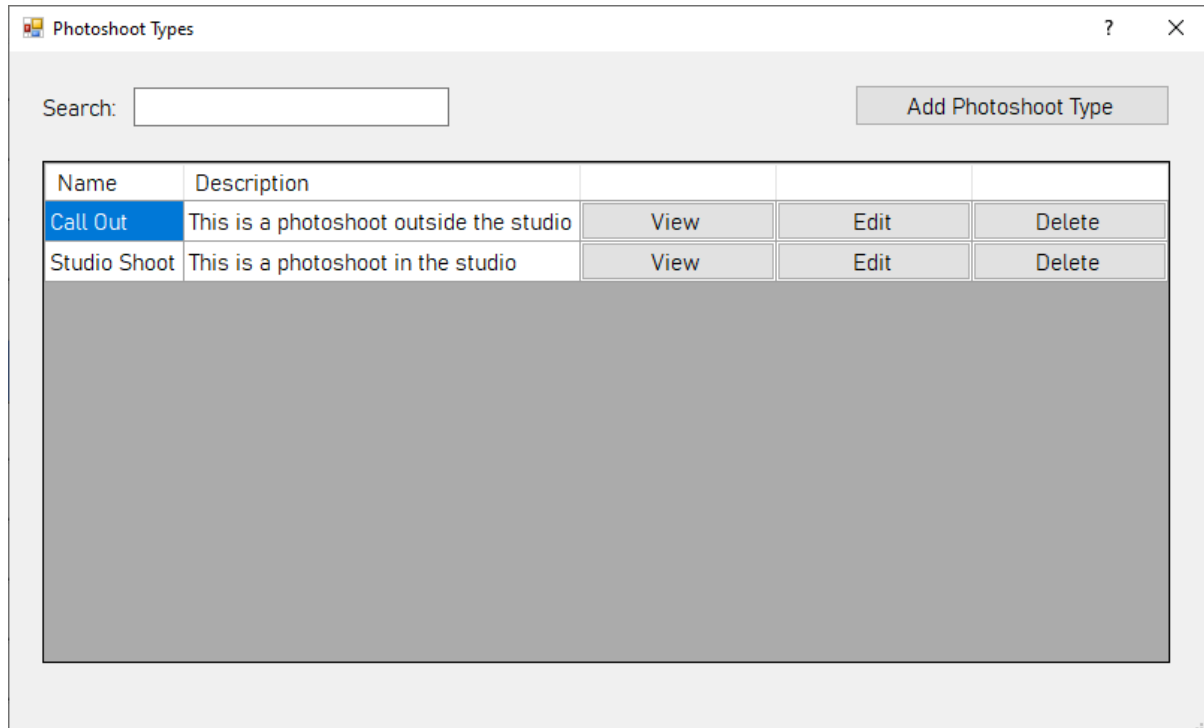 Photoshoot Types ?
Search: Add Photoshoot Type
Name Description
Call Out This is a photoshoot outside the studio View Edit Delete
Studio Shoot This is a photoshoot in the studio View Edit Delete